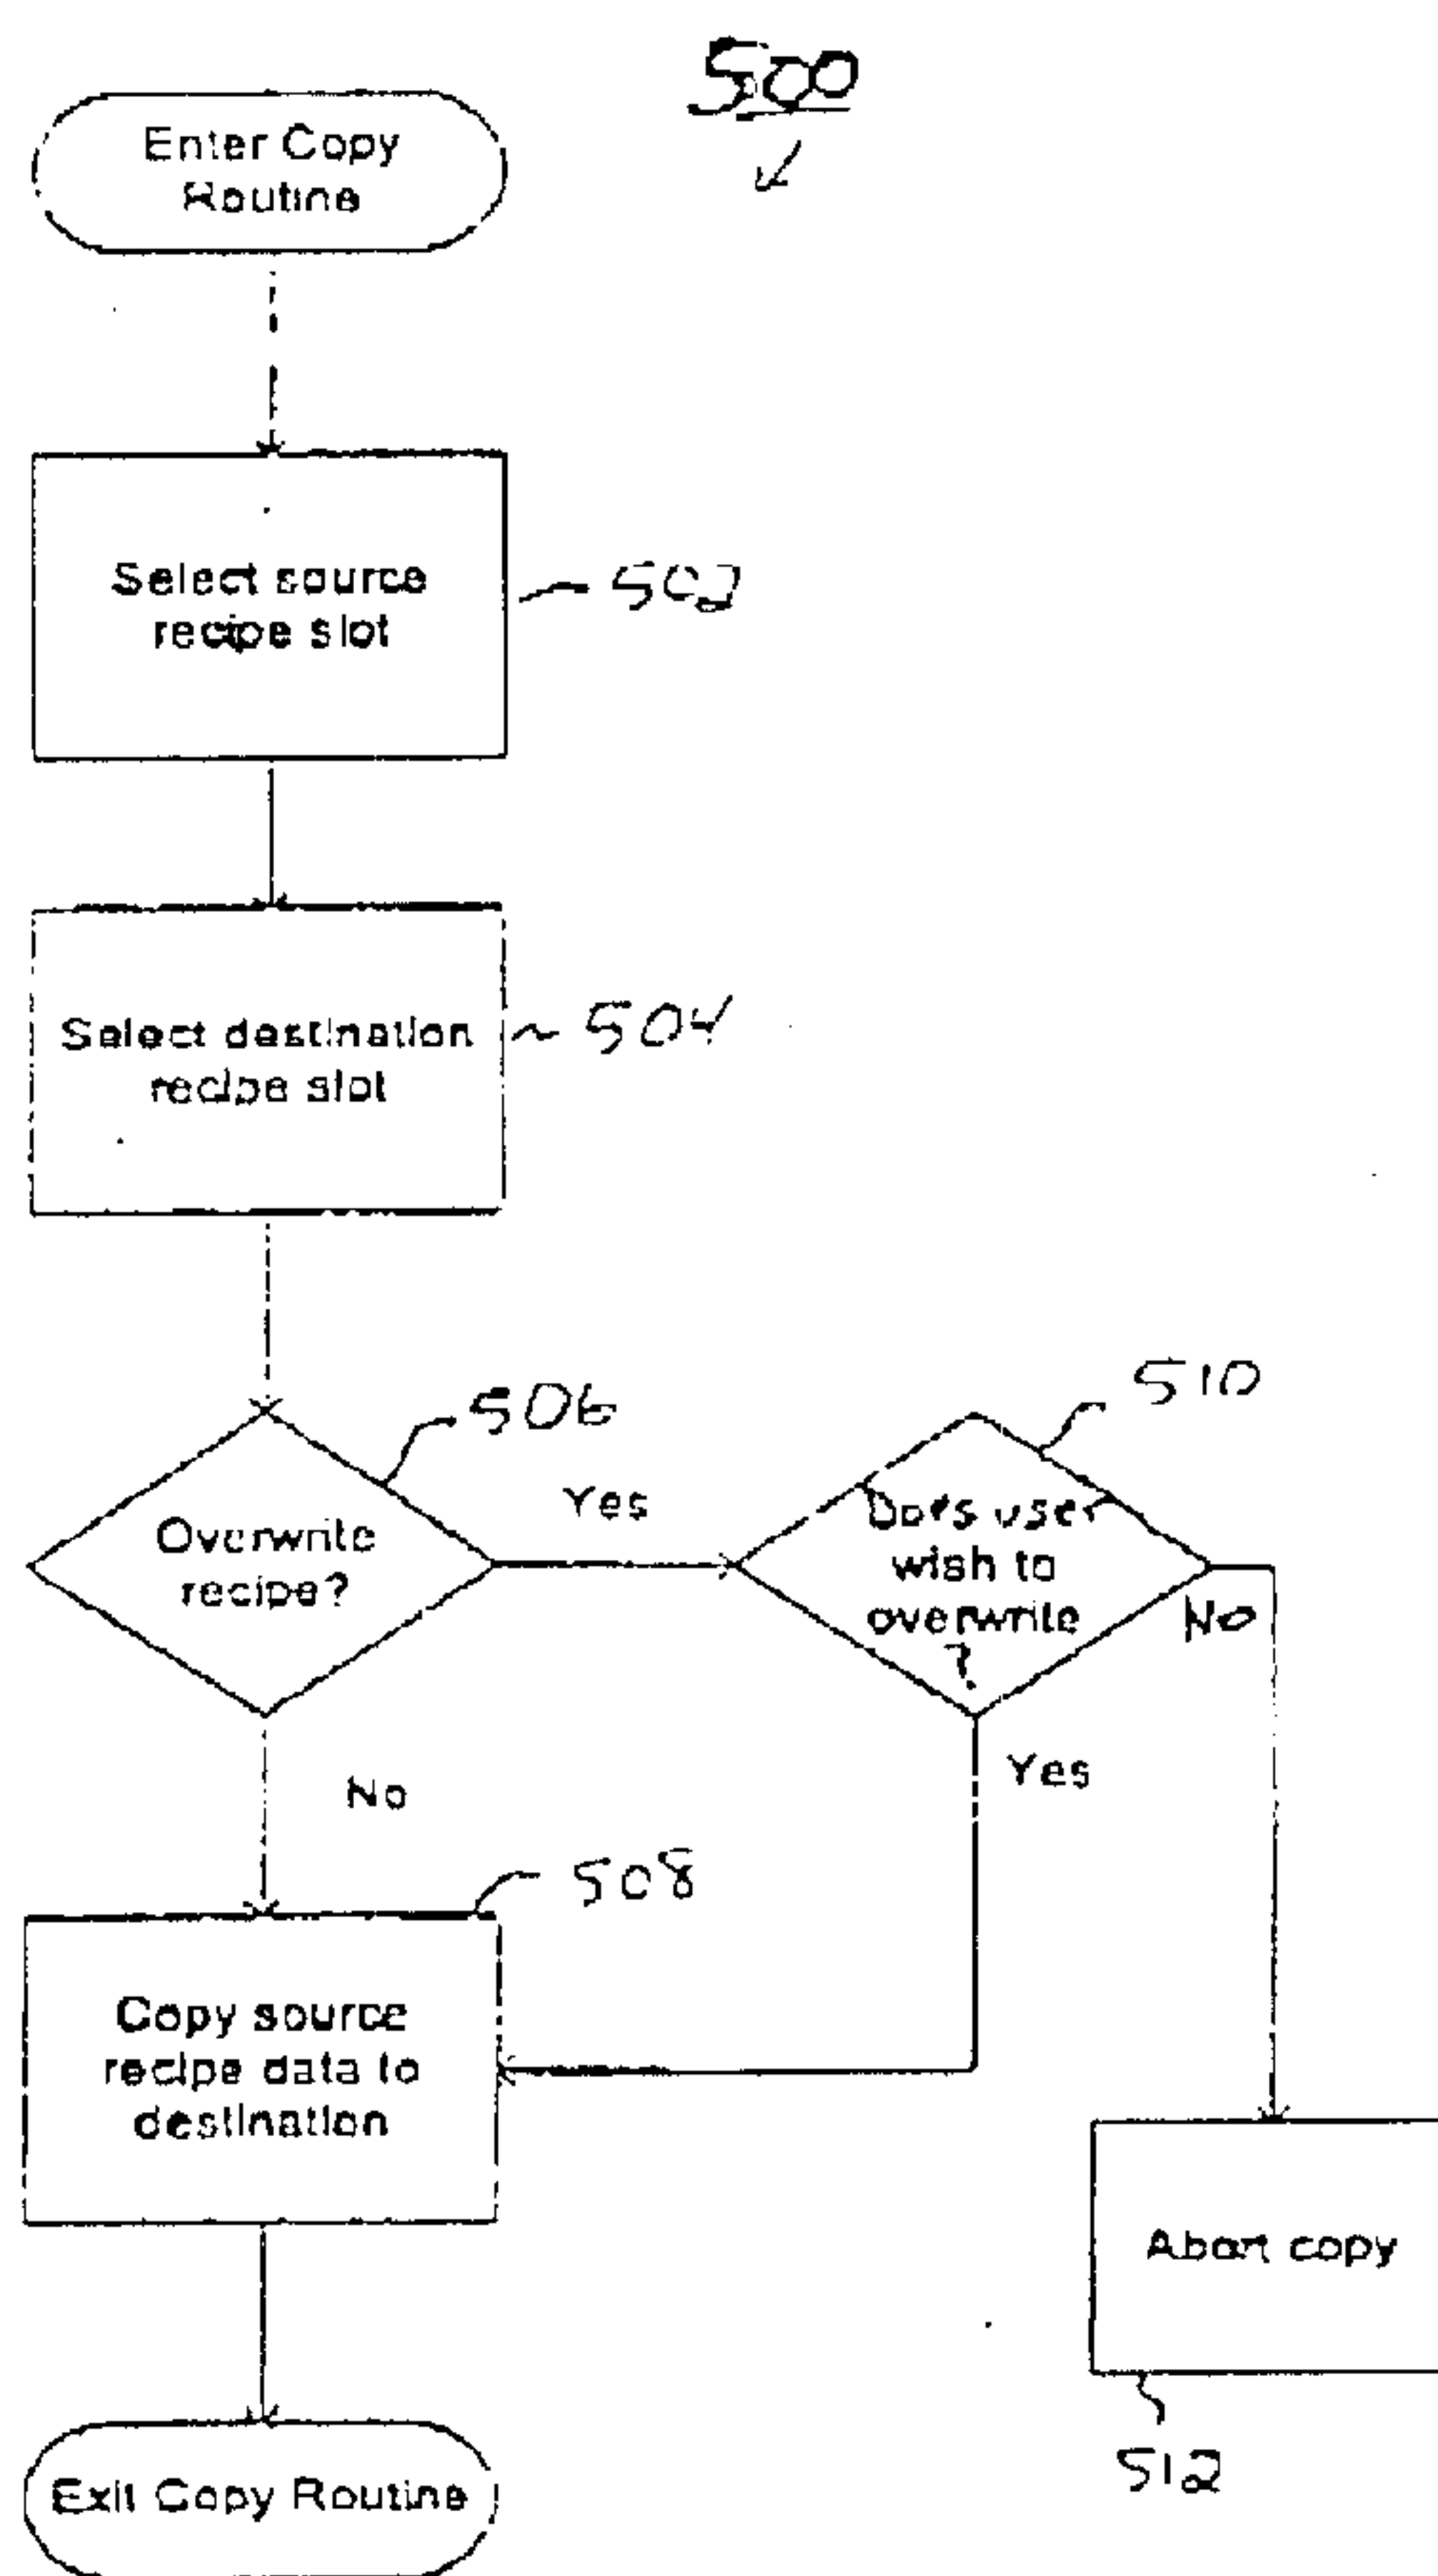 500
Enter Copy
Routine
Select source
recipe slot
502
Select destination
recipe slot
504
506
510
Overwrite
recipe?
Yes
Does user
wish to
overwrite
?
No
Yes
No
508
Copy source
recipe data to
destination
Abort copy
512
Exit Copy Routine